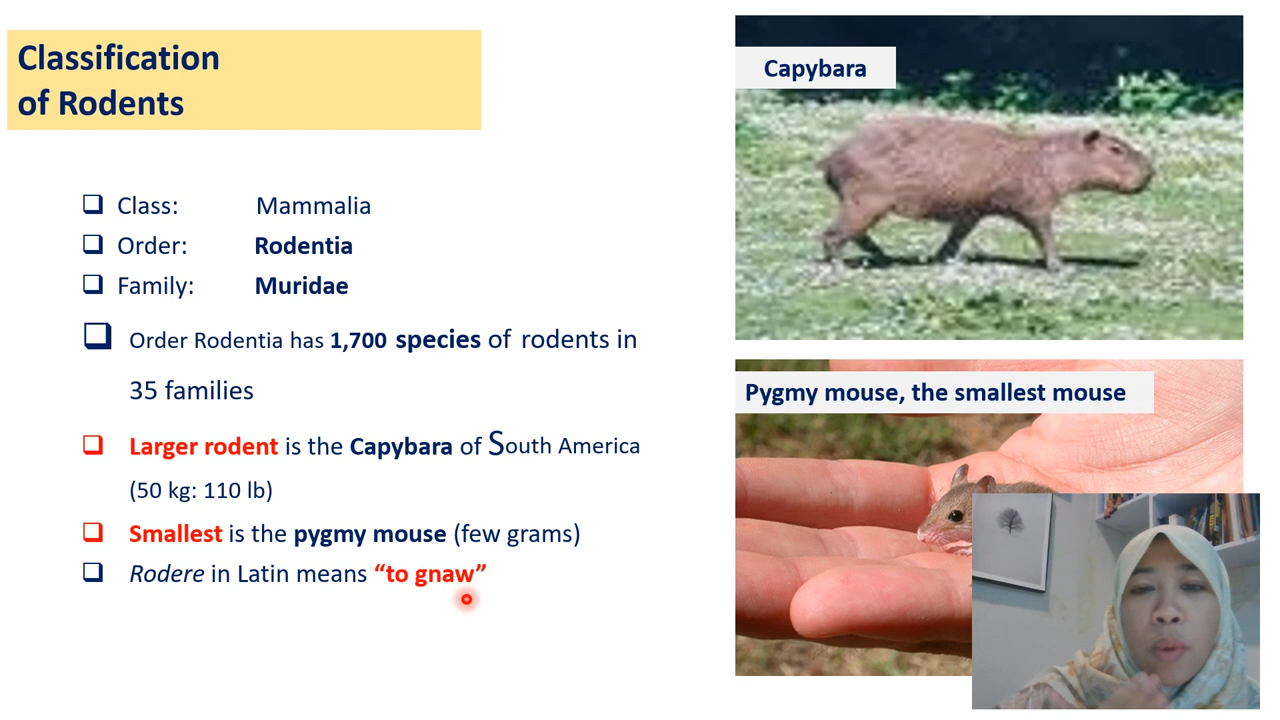 Classification
of Rodents
Class: Mammalia
Order: Rodentia
Family: Muridae
Order Rodentia has 1,700 species of rodents in
35 families
Larger rodent is the Capybara of South America
(50 kg: 110 lb)
Smallest is the pygmy mouse (few grams)
Rodere in Latin means “to gnaw”
Capybara
Pygmy mouse, the smallest mouse